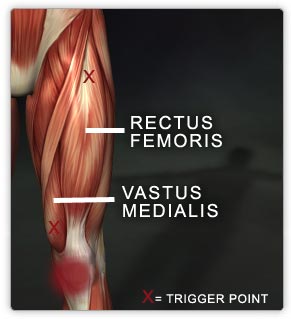 X
RECTUS
FEMORIS
VASTUS
MEDIALIS
X
X= TRIGGER POINT